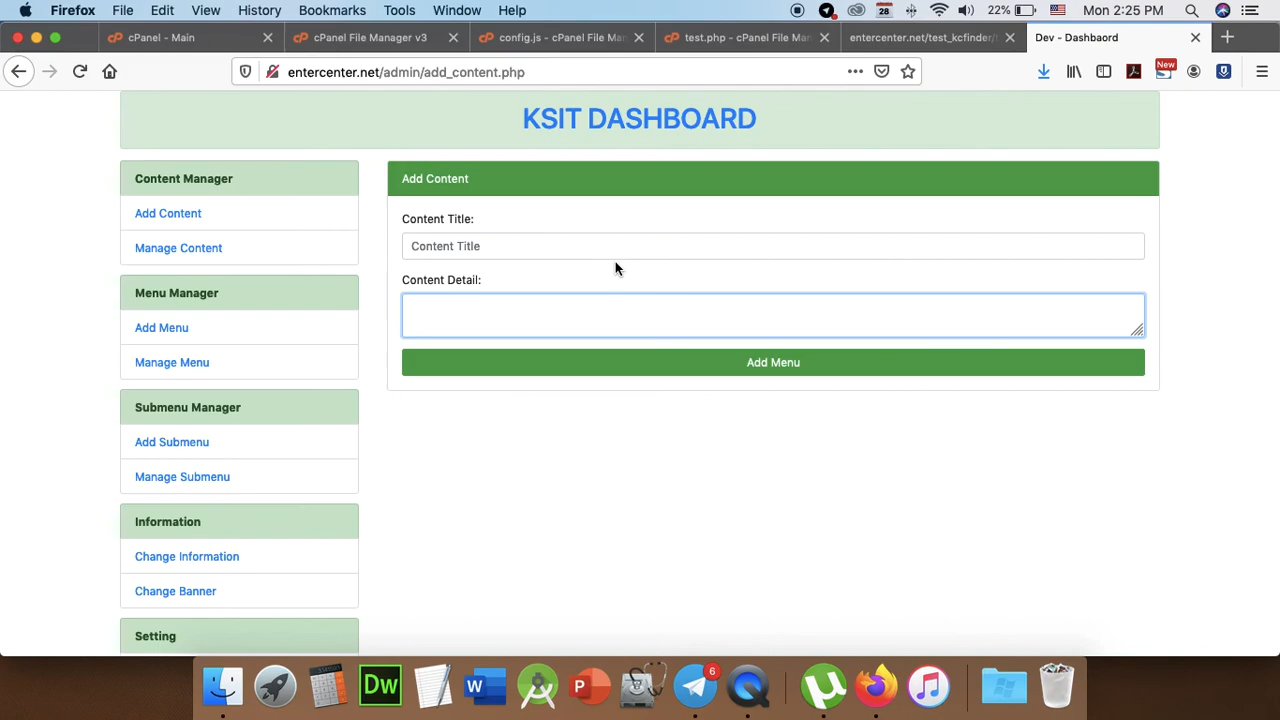 Firefox File Edit View History Bookmarks Tools Window Help 28 22% Mon 2:25 PM
cPanel - Main
cPanel File Manager v3
config.js - cPanel File Man
test.php - cPanel File Man
entercenter.net/test_kcfinder/
Dev - Dashbaord
entercenter.net/admin/add_content.php
New
KSIT DASHBOARD
Content Manager
Add Content
Manage Content
Menu Manager
Add Menu
Manage Menu
Submenu Manager
Add Submenu
Manage Submenu
Information
Change Information
Change Banner
Setting
Add Content
Content Title:
Content Title
Content Detail:
Add Menu
Dw
W
P
6